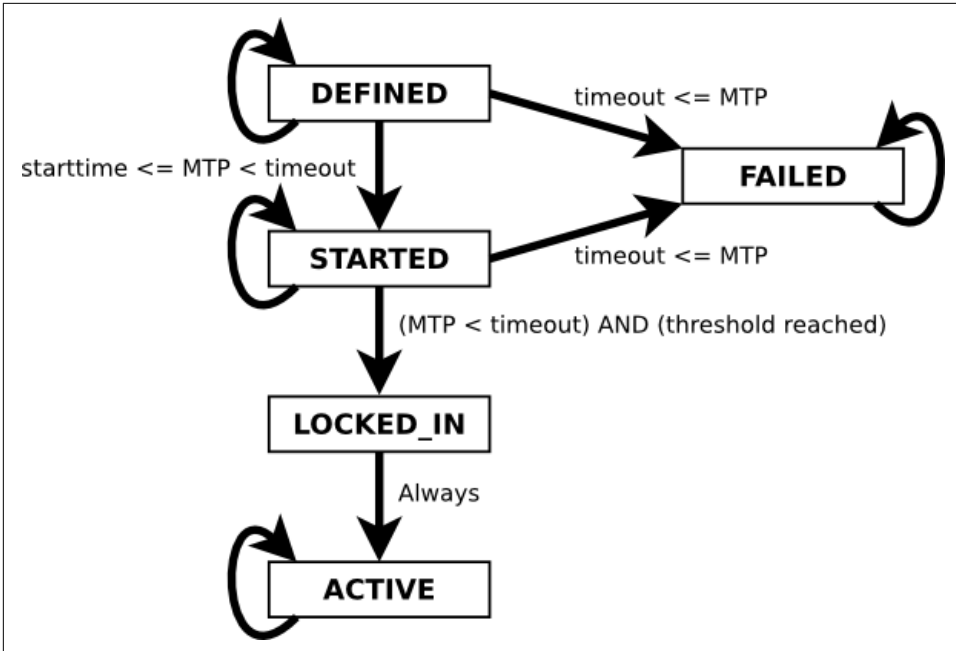 DEFINED
timeout <= MTP
starttime <= MTP < timeout
FAILED
STARTED
timeout <= MTP
(MTP < timeout) AND (threshold reached)
LOCKED_IN
Always
ACTIVE